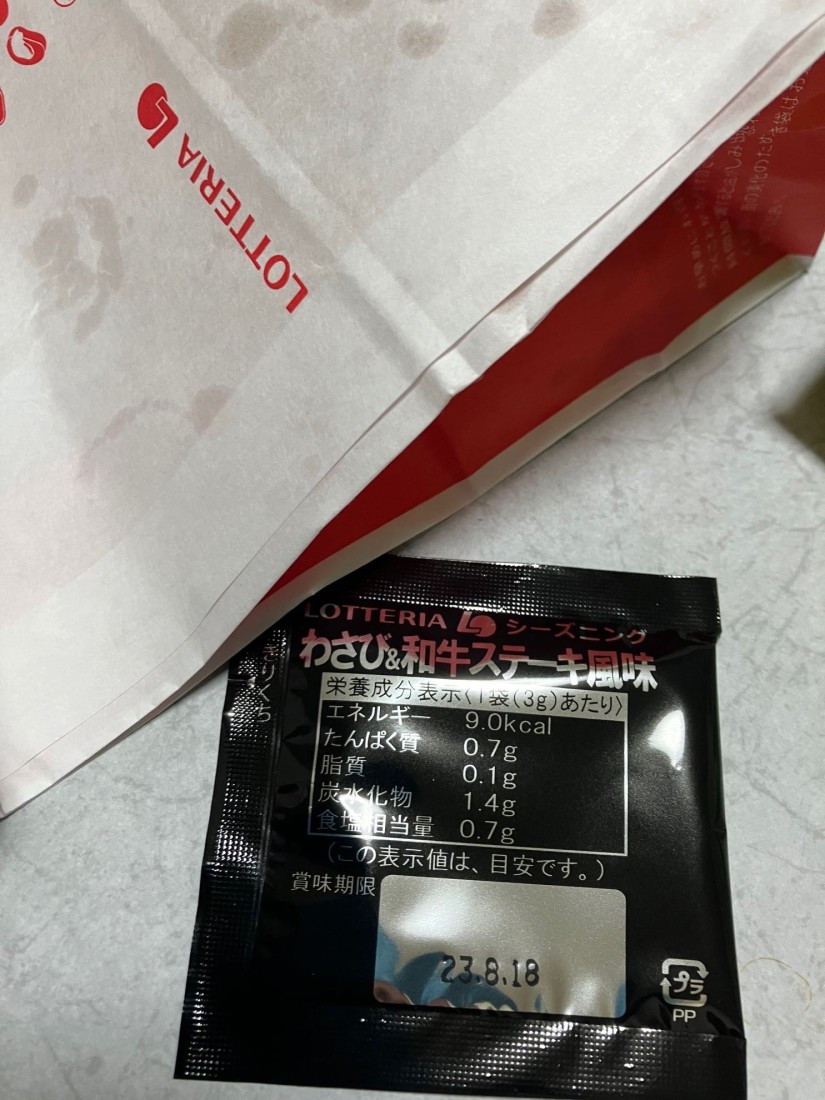 LOTTERIA
LOTTERIA シーズニング
わさび&和牛ステーキ風味
栄養成分表示〈1袋(3g)あたり〉
エネルギー 9.0kcal
たんぱく質 0.7g
脂質 0.1g
炭水化物 1.4g
食塩相当量 0.7g
(この表示値は、目安です。)
賞味期限
23.8.18
きりくち
プラ
PP